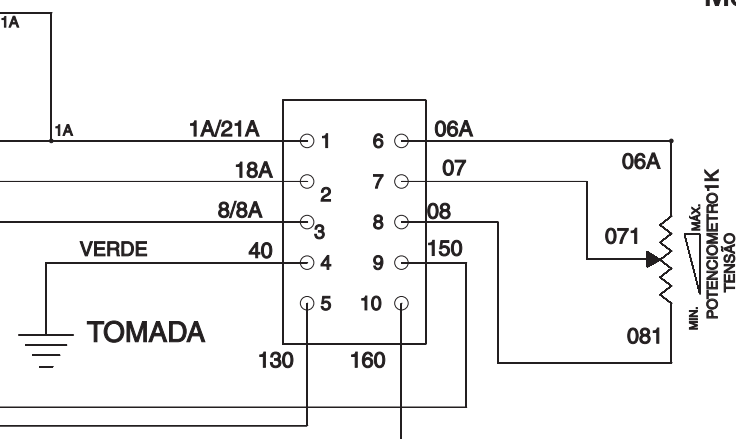 1A
1A
1A/21A
18A
8/8A
VERDE
40
1
2
3
4
5
6
7
8
9
10
06A
07
08
150
06A
071
081
MÁX.
MIN.
POTENCIOMETRO1K
TENSÃO
TOMADA
130
160